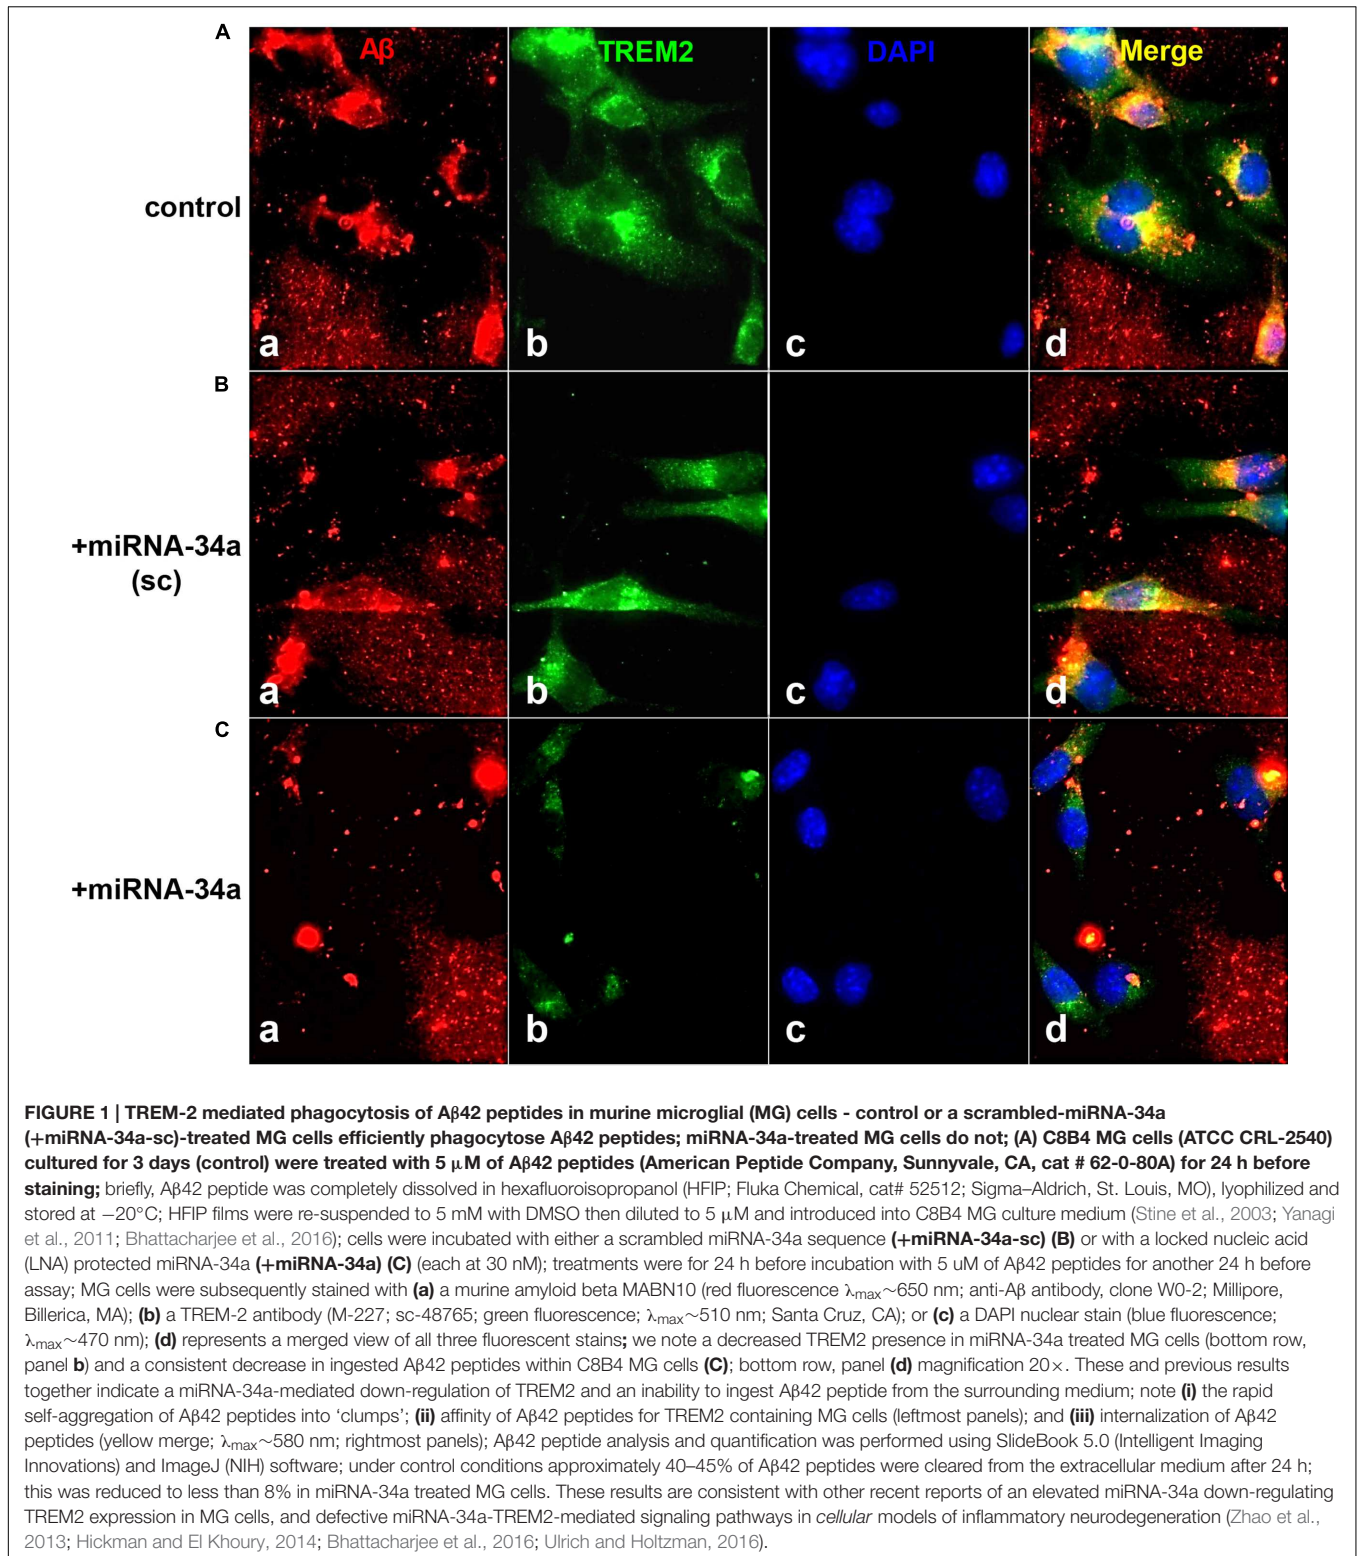 A
Aβ
TREM2
DAPI
Merge
control
a
b
c
d
B
+miRNA-34a
(sc)
a
b
c
d
C
+miRNA-34a
a
b
c
d
FIGURE 1 | TREM-2 mediated phagocytosis of Aβ42 peptides in murine microglial (MG) cells - control or a scrambled-miRNA-34a
(+miRNA-34a-sc)-treated MG cells efficiently phagocytose Aβ42 peptides; miRNA-34a-treated MG cells do not; (A) C8B4 MG cells (ATCC CRL-2540)
cultured for 3 days (control) were treated with 5 μM of Aβ42 peptides (American Peptide Company, Sunnyvale, CA, cat # 62-0-80A) for 24 h before
staining; briefly, Aβ42 peptide was completely dissolved in hexafluoroisopropanol (HFIP; Fluka Chemical, cat# 52512; Sigma–Aldrich, St. Louis, MO), lyophilized and
stored at −20°C; HFIP films were re-suspended to 5 mM with DMSO then diluted to 5 μM and introduced into C8B4 MG culture medium (Stine et al., 2003; Yanagi
et al., 2011; Bhattacharjee et al., 2016); cells were incubated with either a scrambled miRNA-34a sequence (+miRNA-34a-sc) (B) or with a locked nucleic acid
(LNA) protected miRNA-34a (+miRNA-34a) (C) (each at 30 nM); treatments were for 24 h before incubation with 5 uM of Aβ42 peptides for another 24 h before
assay; MG cells were subsequently stained with (a) a murine amyloid beta MABN10 (red fluorescence λmax~650 nm; anti-Aβ antibody, clone W0-2; Millipore,
Billerica, MA); (b) a TREM-2 antibody (M-227; sc-48765; green fluorescence; λmax~510 nm; Santa Cruz, CA); or (c) a DAPI nuclear stain (blue fluorescence;
λmax~470 nm); (d) represents a merged view of all three fluorescent stains; we note a decreased TREM2 presence in miRNA-34a treated MG cells (bottom row,
panel b) and a consistent decrease in ingested Aβ42 peptides within C8B4 MG cells (C); bottom row, panel (d) magnification 20×. These and previous results
together indicate a miRNA-34a-mediated down-regulation of TREM2 and an inability to ingest Aβ42 peptide from the surrounding medium; note (i) the rapid
self-aggregation of Aβ42 peptides into ‘clumps’; (ii) affinity of Aβ42 peptides for TREM2 containing MG cells (leftmost panels); and (iii) internalization of Aβ42
peptides (yellow merge; λmax~580 nm; rightmost panels); Aβ42 peptide analysis and quantification was performed using SlideBook 5.0 (Intelligent Imaging
Innovations) and ImageJ (NIH) software; under control conditions approximately 40–45% of Aβ42 peptides were cleared from the extracellular medium after 24 h;
this was reduced to less than 8% in miRNA-34a treated MG cells. These results are consistent with other recent reports of an elevated miRNA-34a down-regulating
TREM2 expression in MG cells, and defective miRNA-34a-TREM2-mediated signaling pathways in cellular models of inflammatory neurodegeneration (Zhao et al.,
2013; Hickman and El Khoury, 2014; Bhattacharjee et al., 2016; Ulrich and Holtzman, 2016).